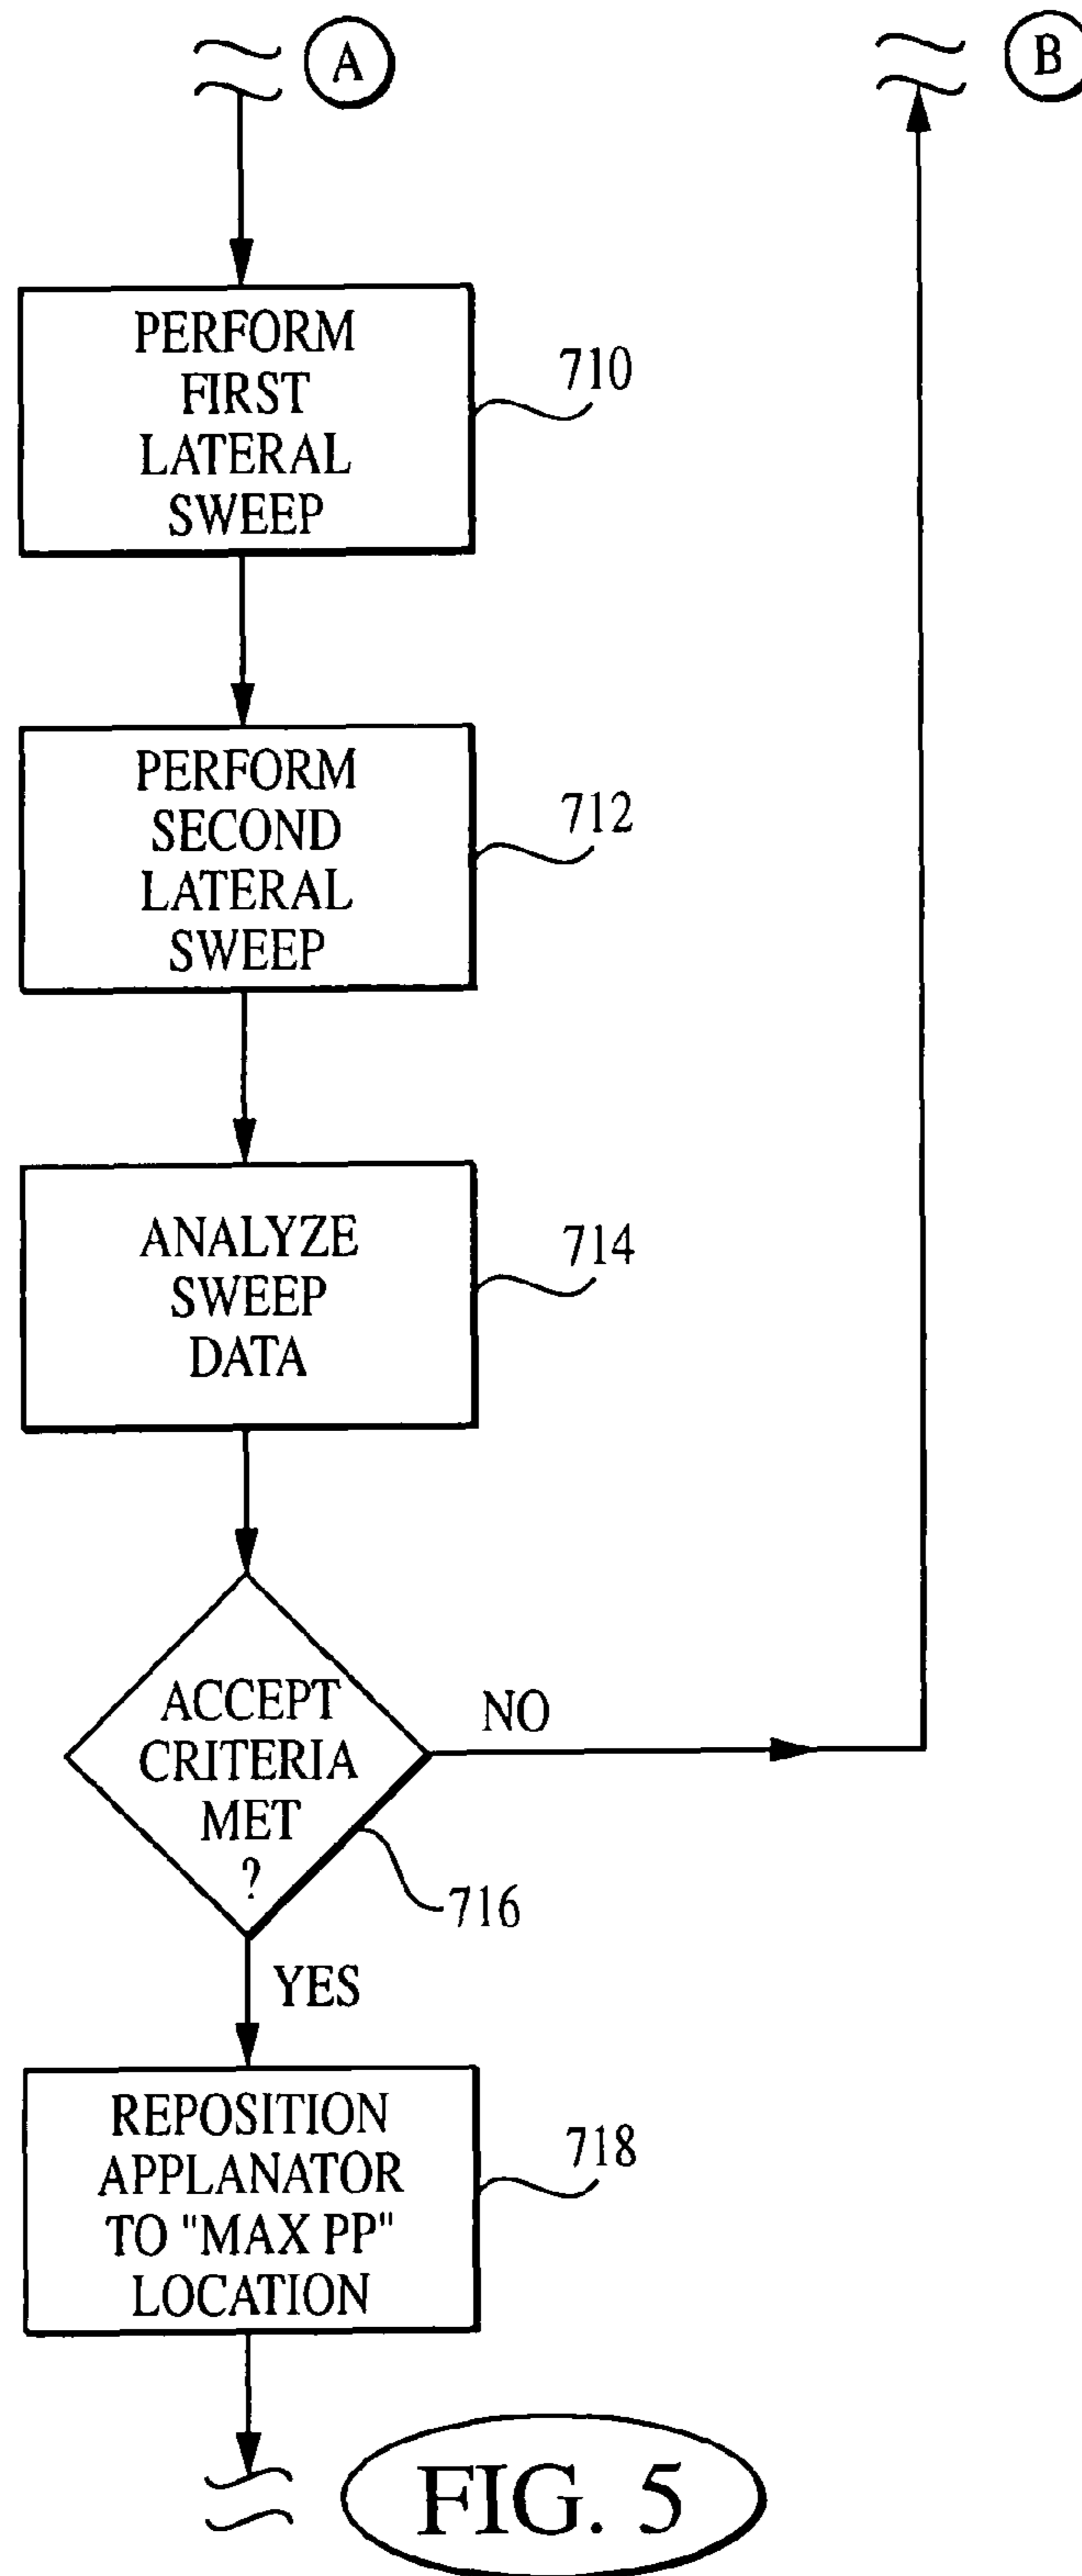 A
B
PERFORM
FIRST
LATERAL
SWEEP
710
PERFORM
SECOND
LATERAL
SWEEP
712
ANALYZE
SWEEP
DATA
714
ACCEPT
CRITERIA
MET
?
NO
716
YES
REPOSITION
APPLANATOR
TO "MAX PP"
LOCATION
718
FIG. 5